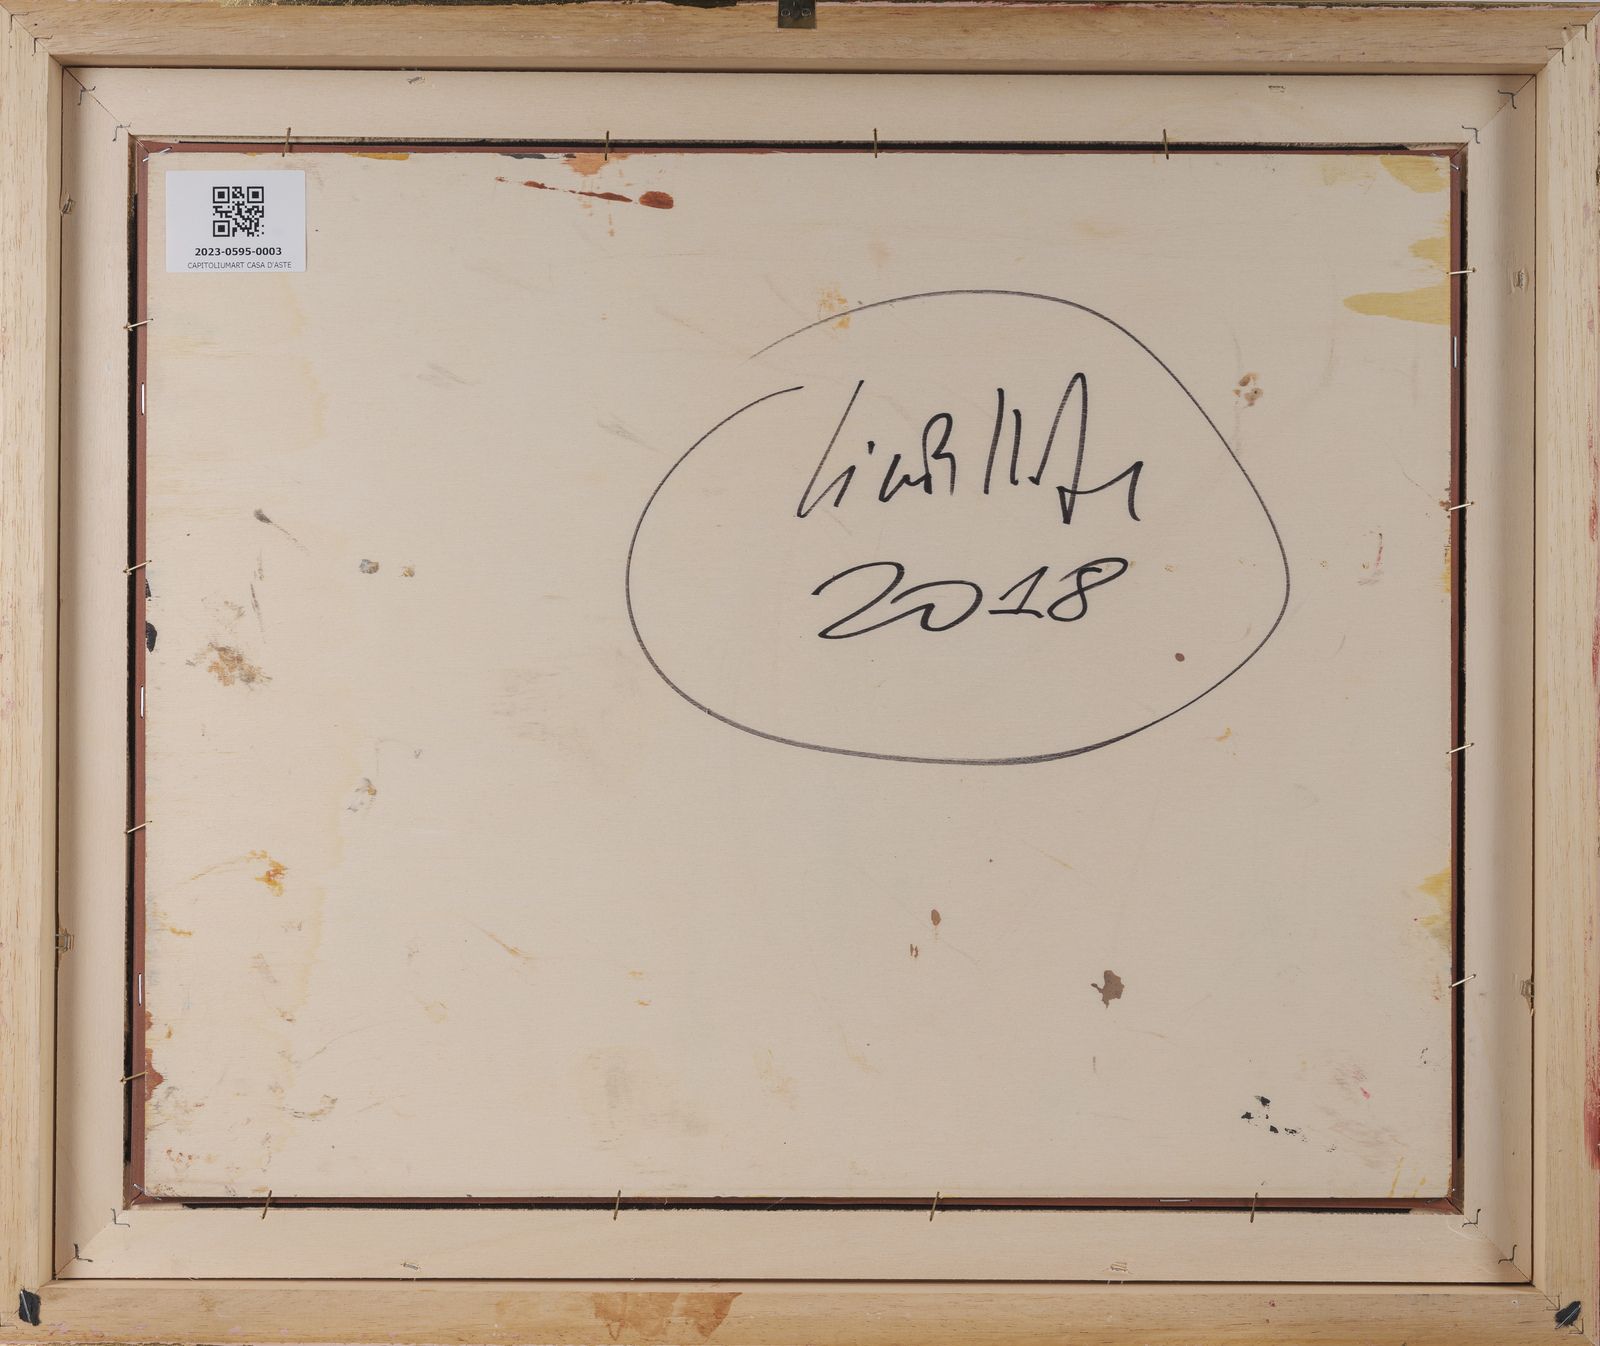 2023-0595-0003
CAPITOLIUMART CASA D'ASTE
2018